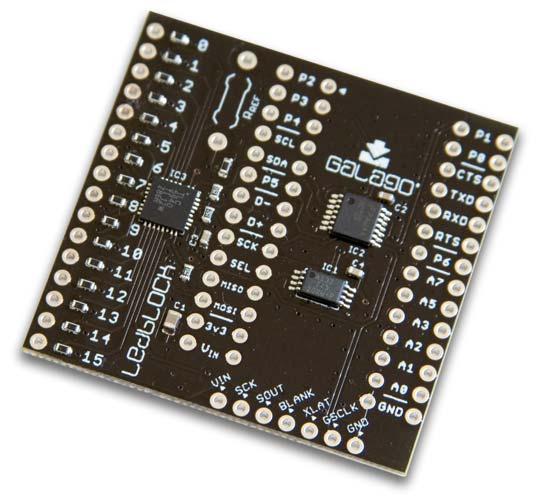 0
1
2
3
4
5
6
7
8
9
10
11
12
13
14
15
IC3
C3
C1
LedBLOCK
RREF
P2
P3
P4
SCL
SDA
P5
D-
D+
SCK
SEL
MISO
MOSI
3v3
VIN
GaLaGO
C2
IC2
C4
IC1
P1
P0
CTS
TXD
RXD
RTS
P6
A7
A5
A3
A2
A1
A0
GND
VIN
SCK
SOUT
BLANK
XLAT
GSCLK
GND